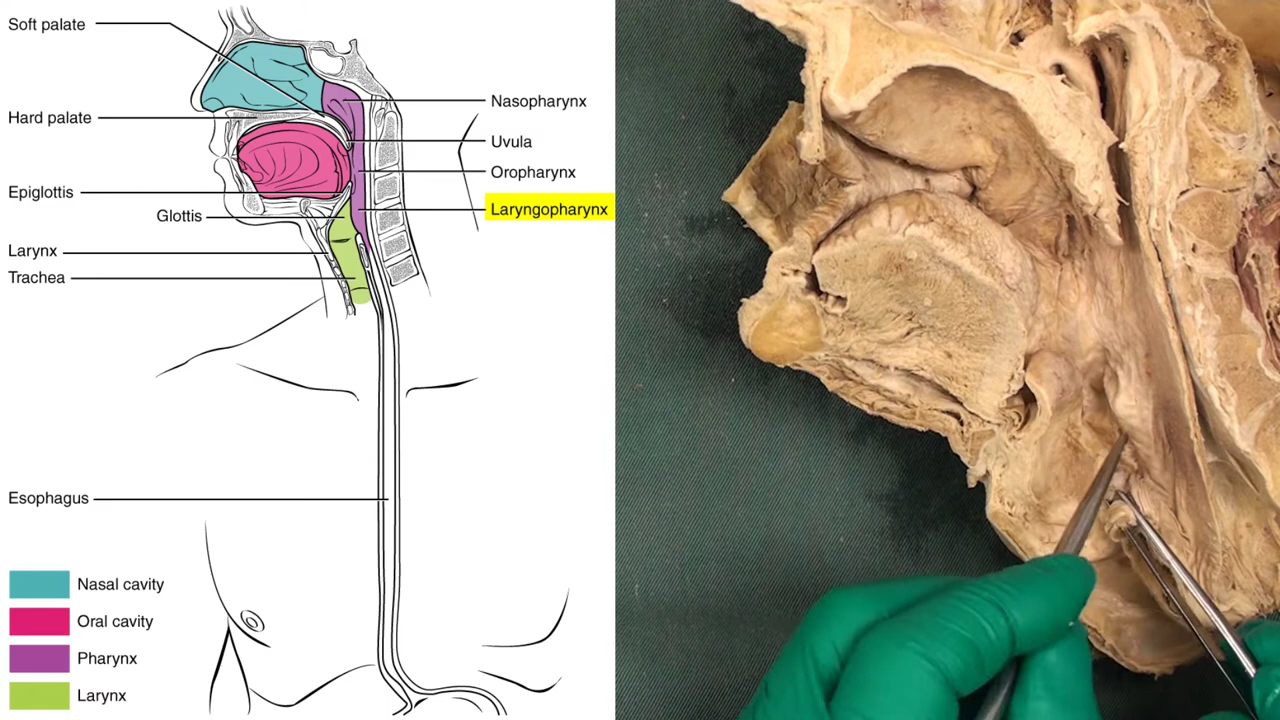 Soft palate
Hard palate
Epiglottis
Glottis
Larynx
Trachea
Esophagus
Nasopharynx
Uvula
Oropharynx
Laryngopharynx
Nasal cavity
Oral cavity
Pharynx
Larynx